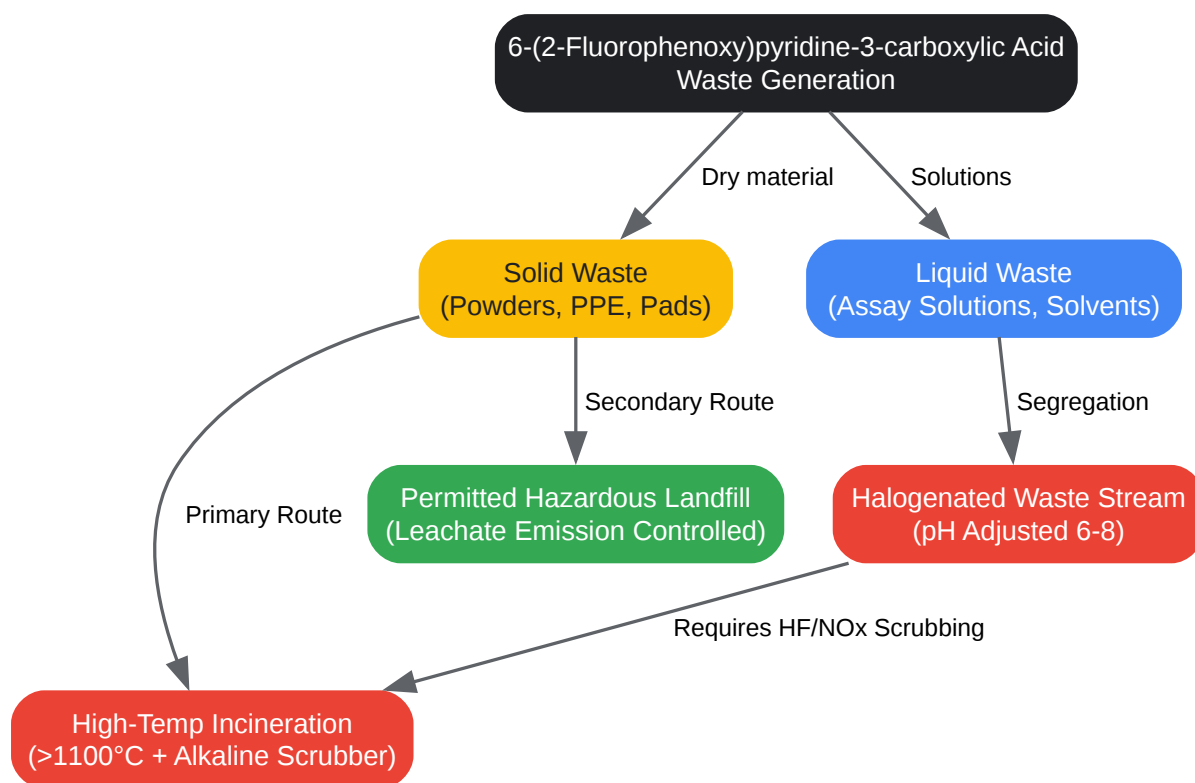 6-(2-Fluorophenoxy)pyridine-3-carboxylic Acid
Waste Generation
Dry material
Solutions
Solid Waste
(Powders, PPE, Pads)
Liquid Waste
(Assay Solutions, Solvents)
Secondary Route
Segregation
Primary Route
Permitted Hazardous Landfill
(Leachate Emission Controlled)
Halogenated Waste Stream
(pH Adjusted 6-8)
Requires HF/NOx Scrubbing
High-Temp Incineration
(>1100°C + Alkaline Scrubber)